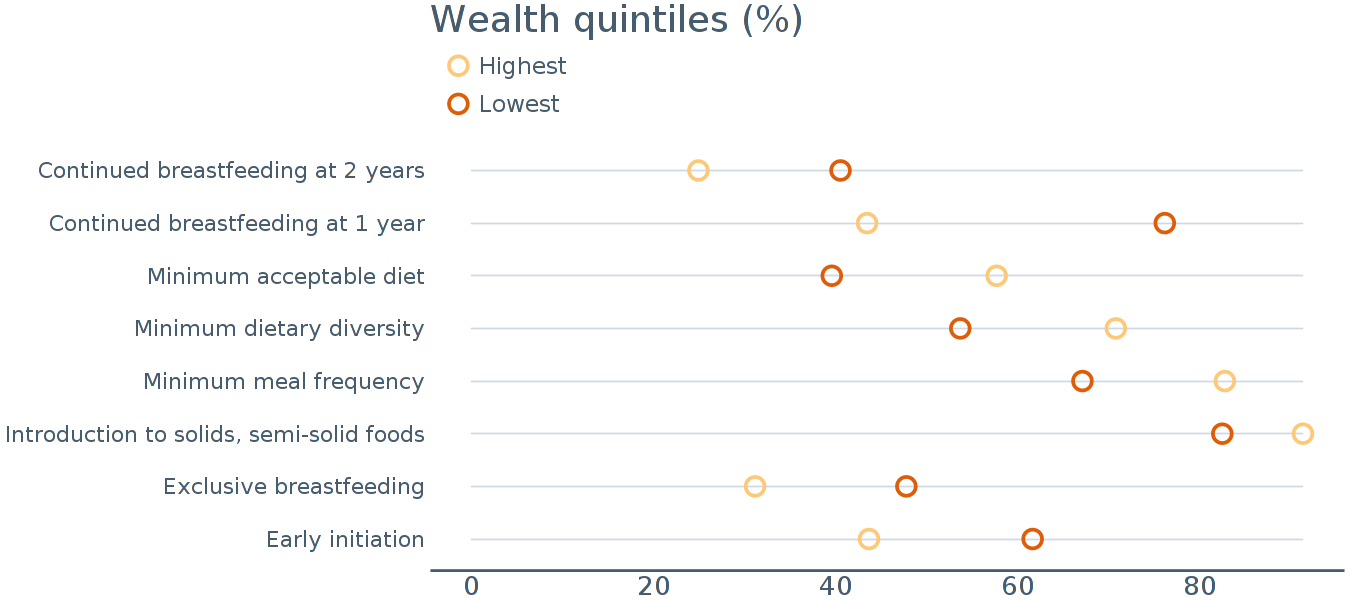 Wealth quintiles (%)
Highest
Lowest
Continued breastfeeding at 2 years
Continued breastfeeding at 1 year
Minimum acceptable diet
Minimum dietary diversity
Minimum meal frequency
Introduction to solids, semi-solid foods
Exclusive breastfeeding
Early initiation
0 20 40 60 80